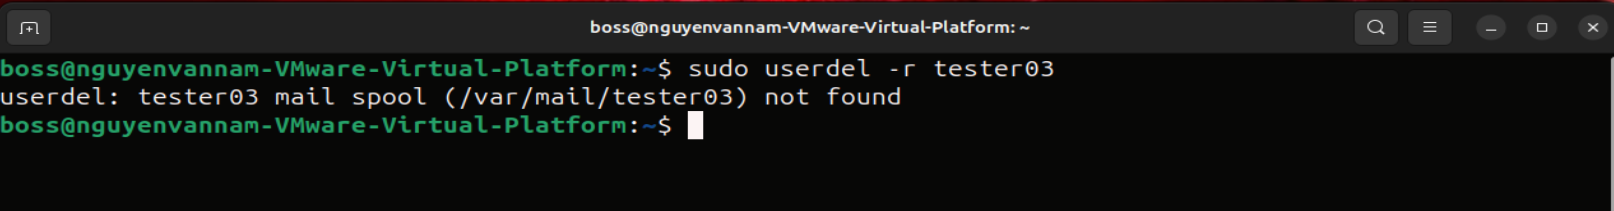 boss@nguyenvannam-VMware-Virtual-Platform: ~
boss@nguyenvannam-VMware-Virtual-Platform:~$ sudo userdel -r tester03
userdel: tester03 mail spool (/var/mail/tester03) not found
boss@nguyenvannam-VMware-Virtual-Platform:~$